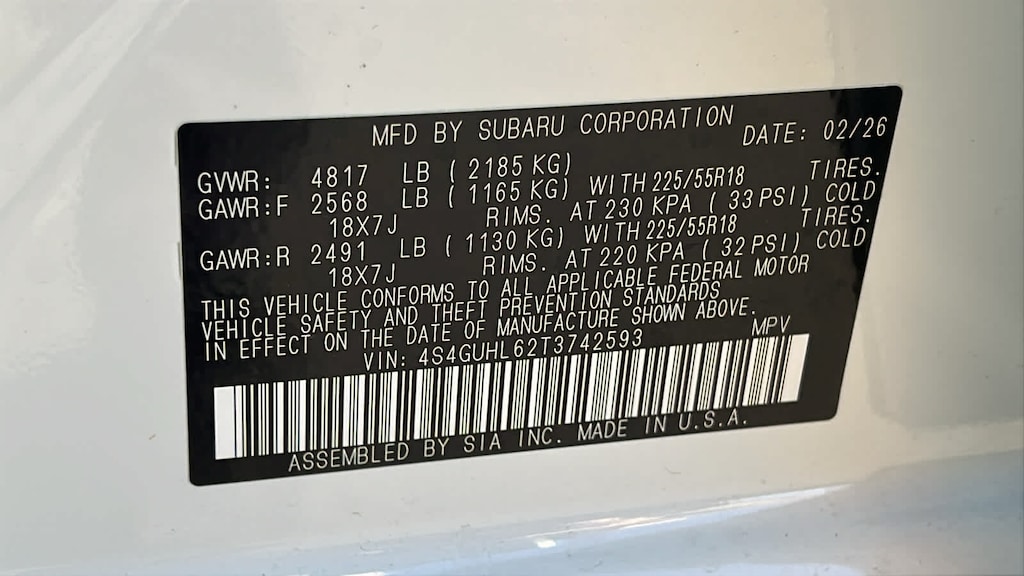 MFD BY SUBARU CORPORATION DATE: 02/26
GVWR: 4817 LB ( 2185 KG)
GAWR:F 2568 LB ( 1165 KG) WITH 225/55R18 TIRES.
18X7J RIMS. AT 230 KPA ( 33 PSI) COLD
GAWR:R 2491 LB ( 1130 KG) WITH 225/55R18 TIRES.
18X7J RIMS. AT 220 KPA ( 32 PSI) COLD
THIS VEHICLE CONFORMS TO ALL APPLICABLE FEDERAL MOTOR
VEHICLE SAFETY AND THEFT PREVENTION STANDARDS
IN EFFECT ON THE DATE OF MANUFACTURE SHOWN ABOVE.
VIN: 4S4GUHL62T3742593 MPV
ASSEMBLED BY SIA INC. MADE IN U.S.A.